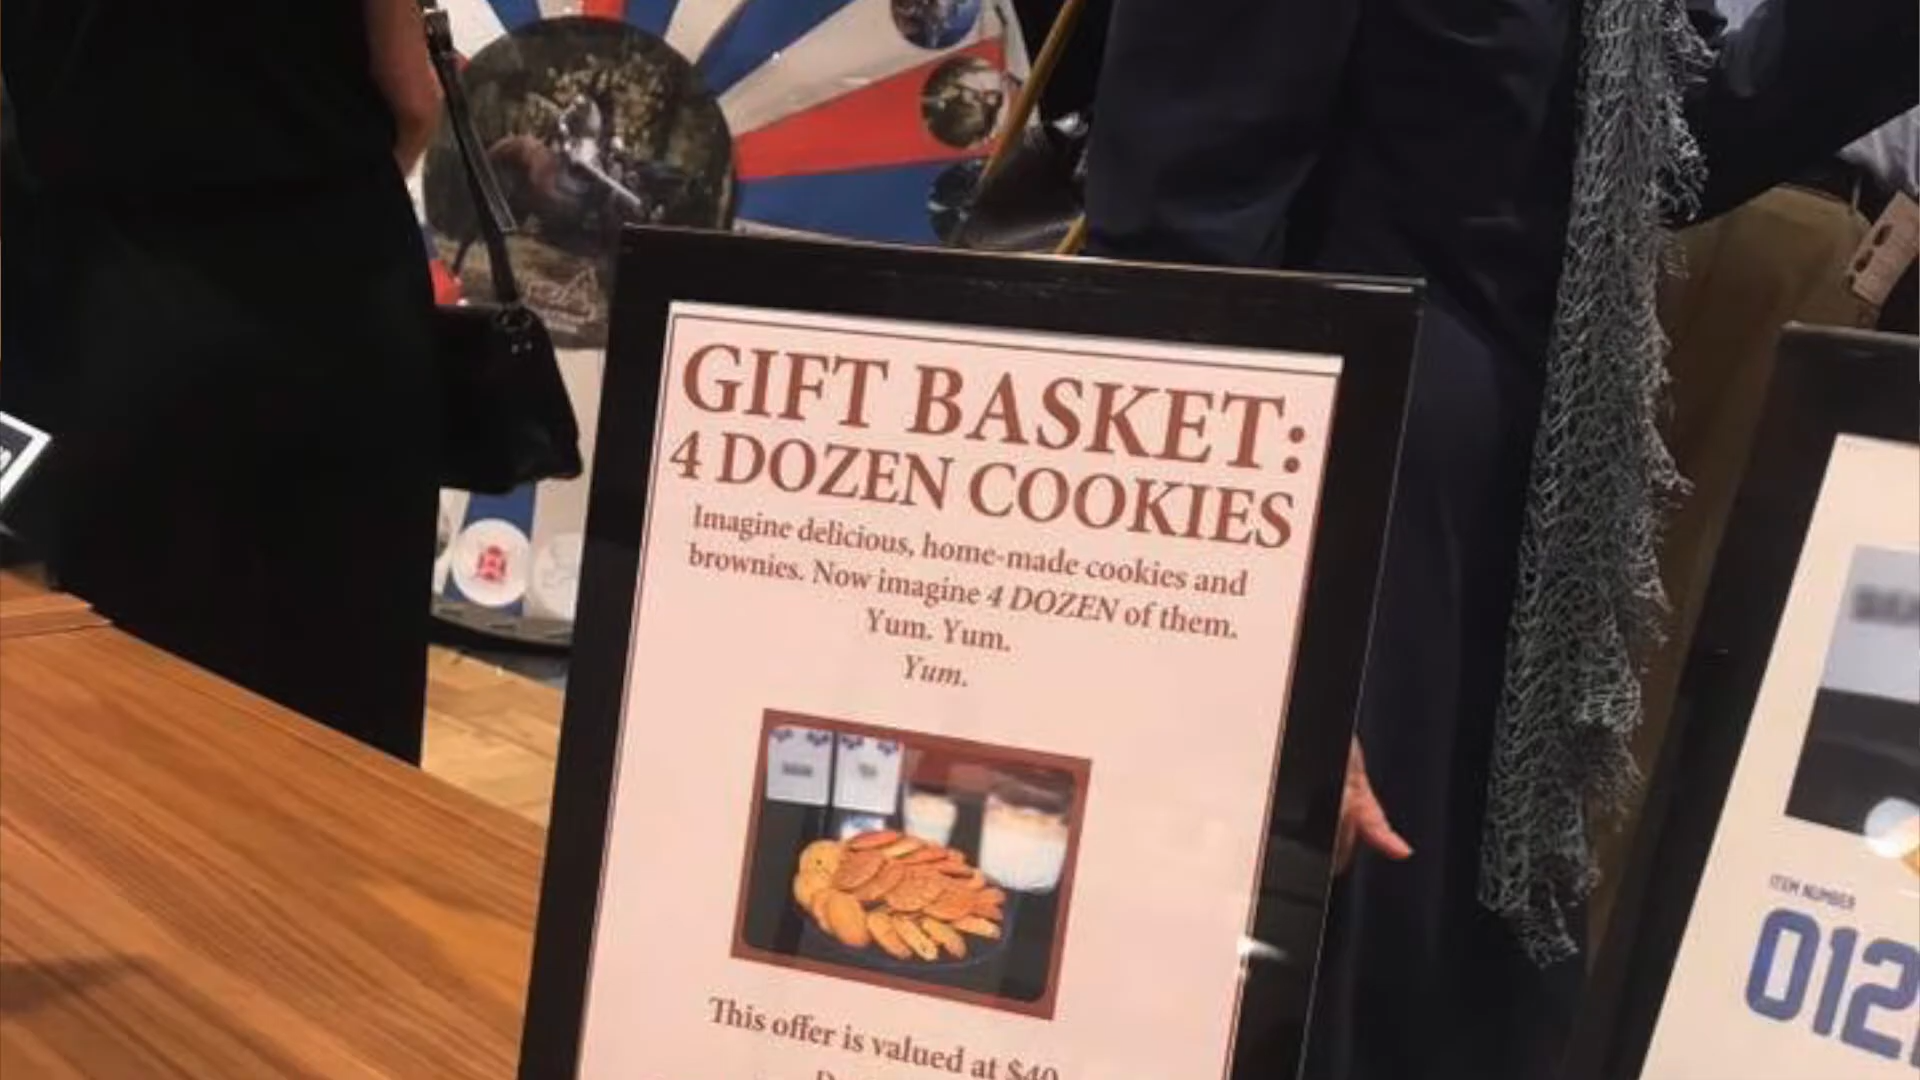 GIFT BASKET:
4 DOZEN COOKIES
Imagine delicious, home-made cookies and
brownies. Now imagine 4 DOZEN of them.
Yum. Yum.
Yum.
This offer is valued at $40
ITEM NUMBER
012